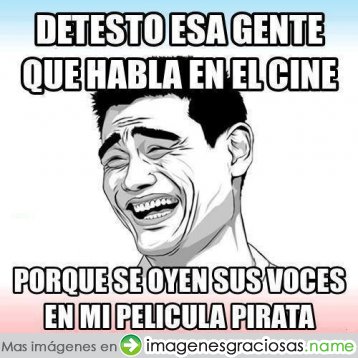 DETESTO ESA GENTE
QUE HABLA EN EL CINE
PORQUE SE OYEN SUS VOCES
EN MI PELICULA PIRATA
Mas imágenes en imagenesgraciosas.name